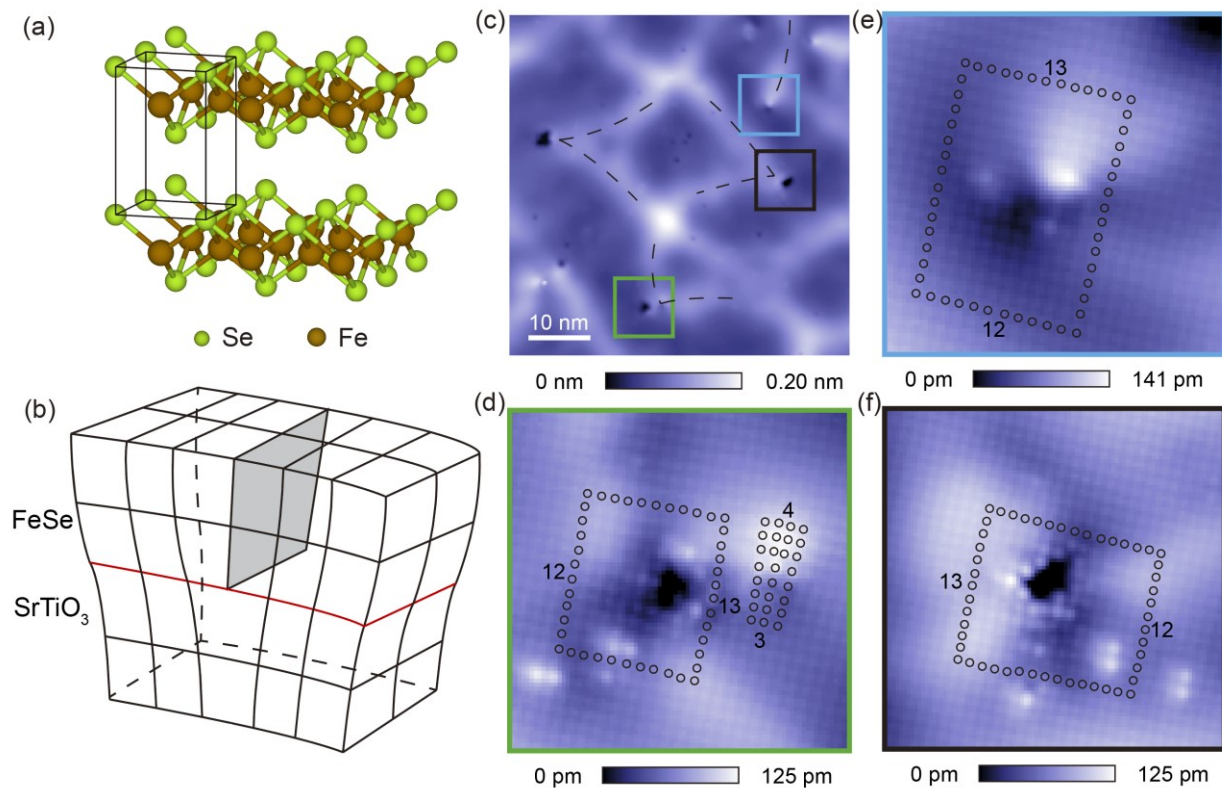 (a)
Se
Fe
(b)
FeSe
SrTiO₃
(c)
10 nm
0 nm
0.20 nm
(d)
4
12
13
3
0 pm
125 pm
(e)
13
12
0 pm
141 pm
(f)
13
12
0 pm
125 pm